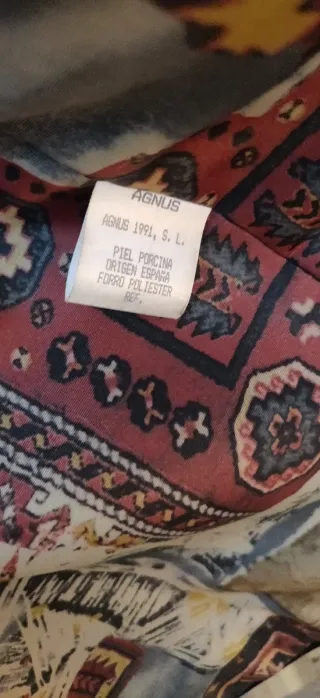 AGNUS
AGNUS 1991, S. L.
PIEL PORCINA
ORIGEN ESPAÑA
FORRO POLIESTER
REF.